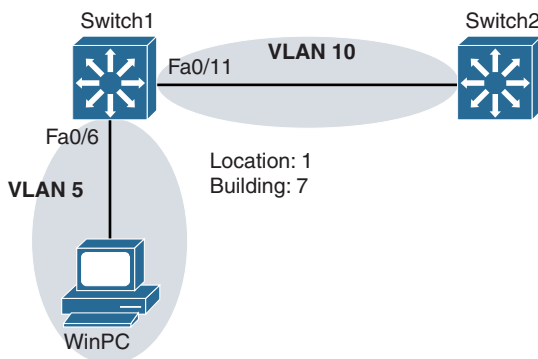 Switch1
Switch2
VLAN 10
Fa0/11
Fa0/6
Location: 1
Building: 7
VLAN 5
WinPC